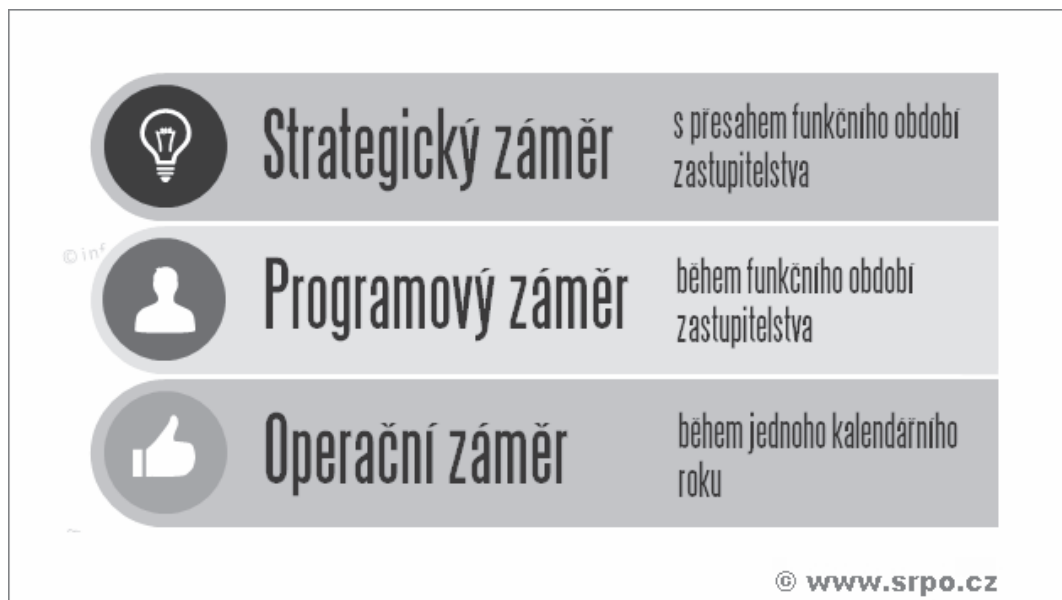 Strategický záměr
s přesahem funkčního období
zastupitelstva
© inf
Programový záměr
během funkčního období
zastupitelstva
Operační záměr
během jednoho kalendářního
roku
© www.srpo.cz